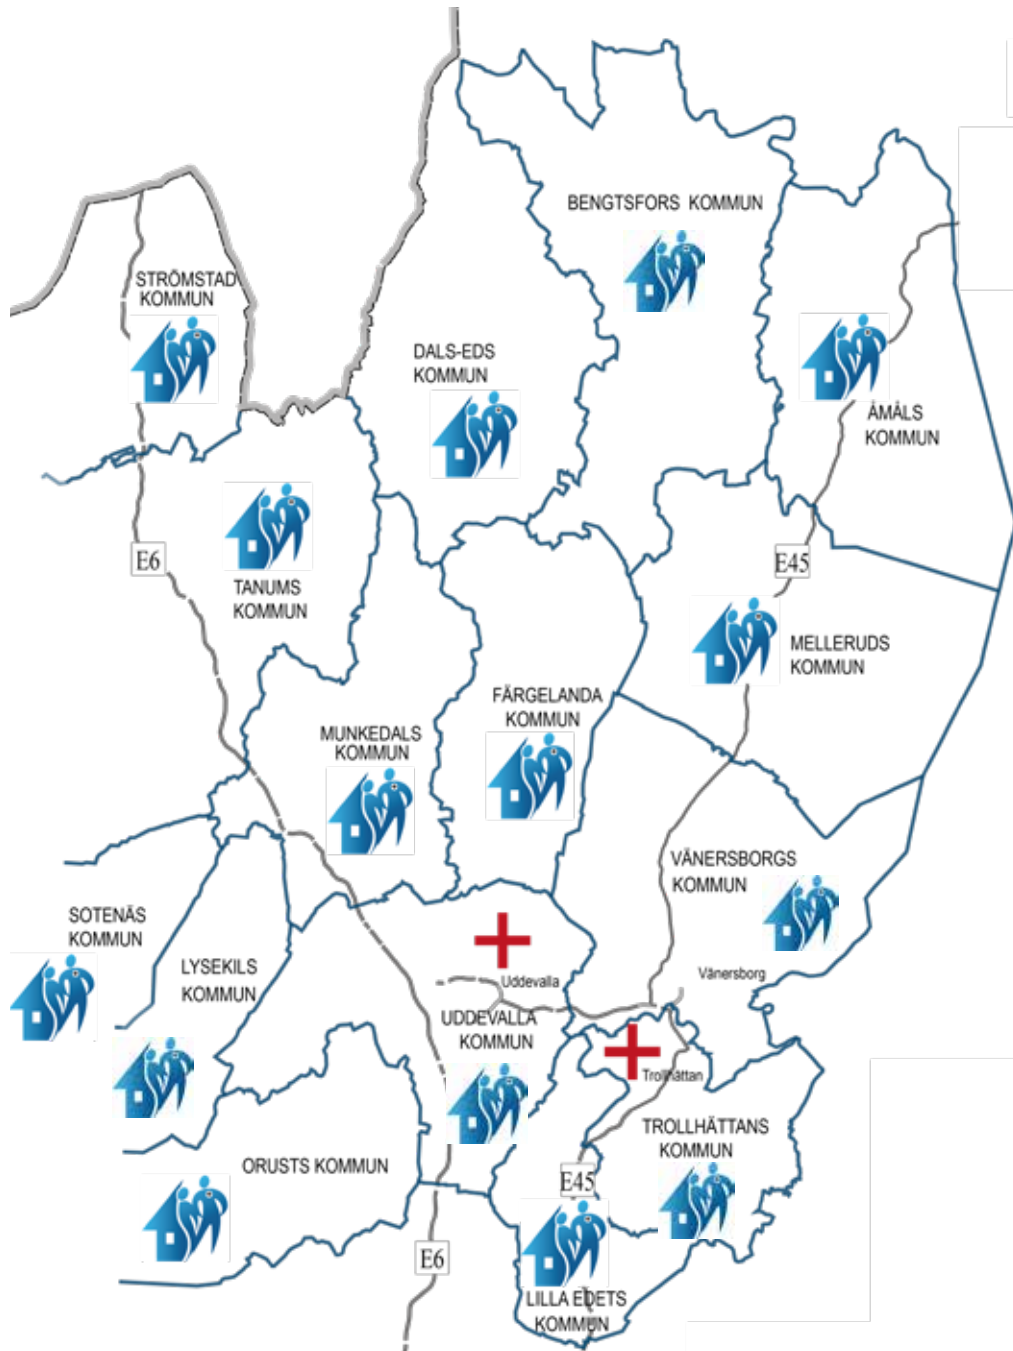 BENGTSFORS KOMMUN
STRÖMSTAD
KOMMUN
DALS-EDS
KOMMUN
ÅMÅLS
KOMMUN
E6
E45
TANUMS
KOMMUN
MELLERUDS
KOMMUN
FÄRGELANDA
KOMMUN
MUNKEDALS
KOMMUN
VÄNERSBORGS
KOMMUN
SOTENÄS
KOMMUN
LYSEKILS
KOMMUN
Uddevalla
Vänersborg
UDDEVALLA
KOMMUN
Trollhättan
TROLLHÄTTANS
KOMMUN
ORUSTS KOMMUN
E45
E6
LILLA EDETS
KOMMUN